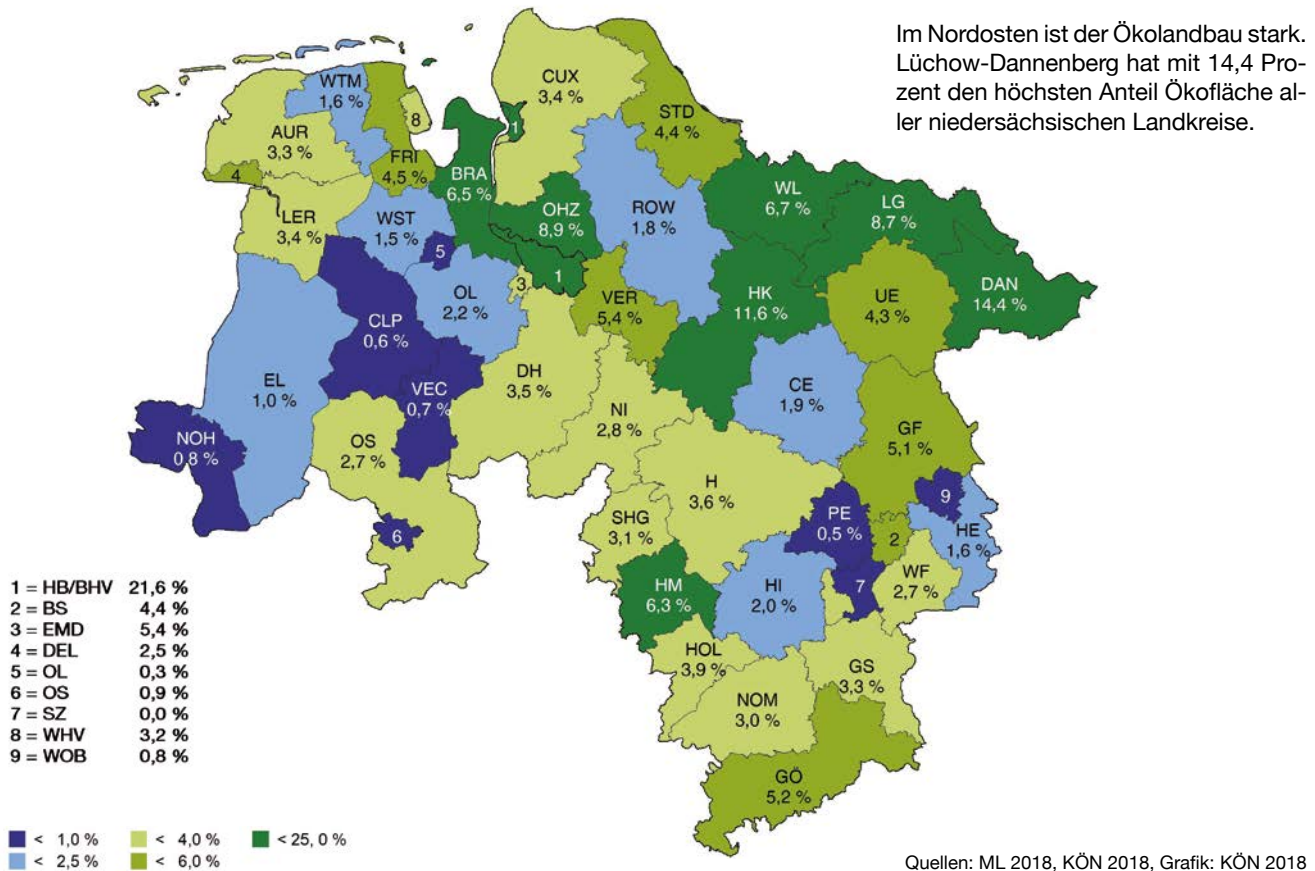 Im Nordosten ist der Ökolandbau stark.
Lüchow-Dannenberg hat mit 14,4 Pro-
zent den höchsten Anteil Ökofläche al-
ler niedersächsischen Landkreise.
WTM
1,6 %
CUX
3,4 %
STD
4,4 %
8
1
AUR
3,3 %
FRI
4,5 %
4
BRA
6,5 %
WL
6,7 %
LG
8,7 %
OHZ
8,9 %
ROW
1,8 %
LER
3,4 %
WST
1,5 %
5
1
3
OL
2,2 %
VER
5,4 %
HK
11,6 %
UE
4,3 %
DAN
14,4 %
CLP
0,6 %
EL
1,0 %
VEC
0,7 %
DH
3,5 %
CE
1,9 %
NI
2,8 %
GF
5,1 %
NOH
0,8 %
OS
2,7 %
H
3,6 %
9
PE
0,5 %
SHG
3,1 %
6
2
HE
1,6 %
HM
6,3 %
HI
2,0 %
7
WF
2,7 %
HOL
3,9 %
GS
3,3 %
NOM
3,0 %
GÖ
5,2 %
1 = HB/BHV 21,6 %
2 = BS 4,4 %
3 = EMD 5,4 %
4 = DEL 2,5 %
5 = OL 0,3 %
6 = OS 0,9 %
7 = SZ 0,0 %
8 = WHV 3,2 %
9 = WOB 0,8 %
< 1,0 % < 4,0 % < 25, 0 %
< 2,5 % < 6,0 %
Quellen: ML 2018, KÖN 2018, Grafik: KÖN 2018